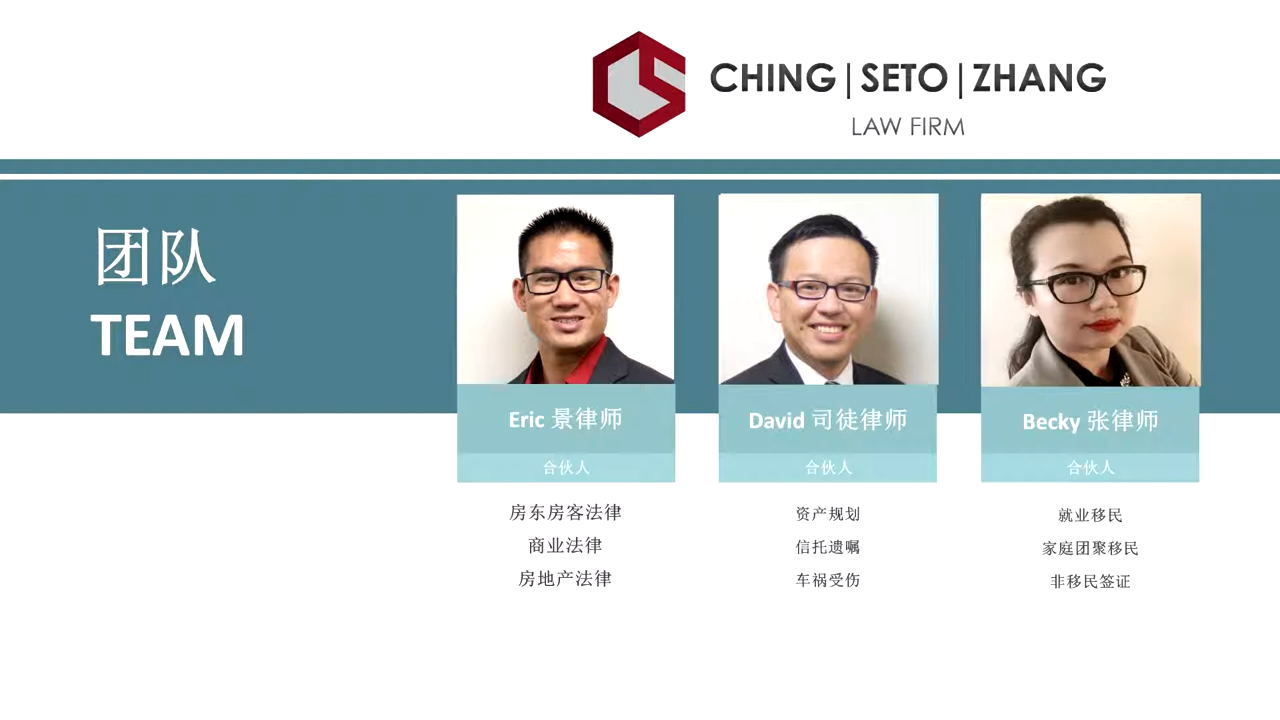 CHING|SETO|ZHANG
LAW FIRM
团队
TEAM
Eric 景律师
合伙人
房东房客法律
商业法律
房地产法律
David 司徒律师
合伙人
资产规划
信托遗嘱
车祸受伤
Becky 张律师
合伙人
就业移民
家庭团聚移民
非移民签证